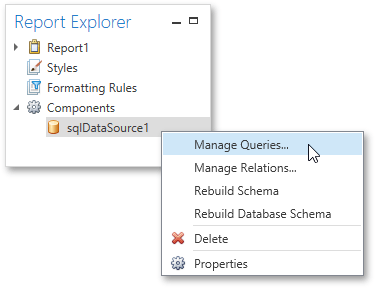 Report Explorer
Report1
Styles
Formatting Rules
Components
sqlDataSource1
Manage Queries...
Manage Relations...
Rebuild Schema
Rebuild Database Schema
Delete
Properties